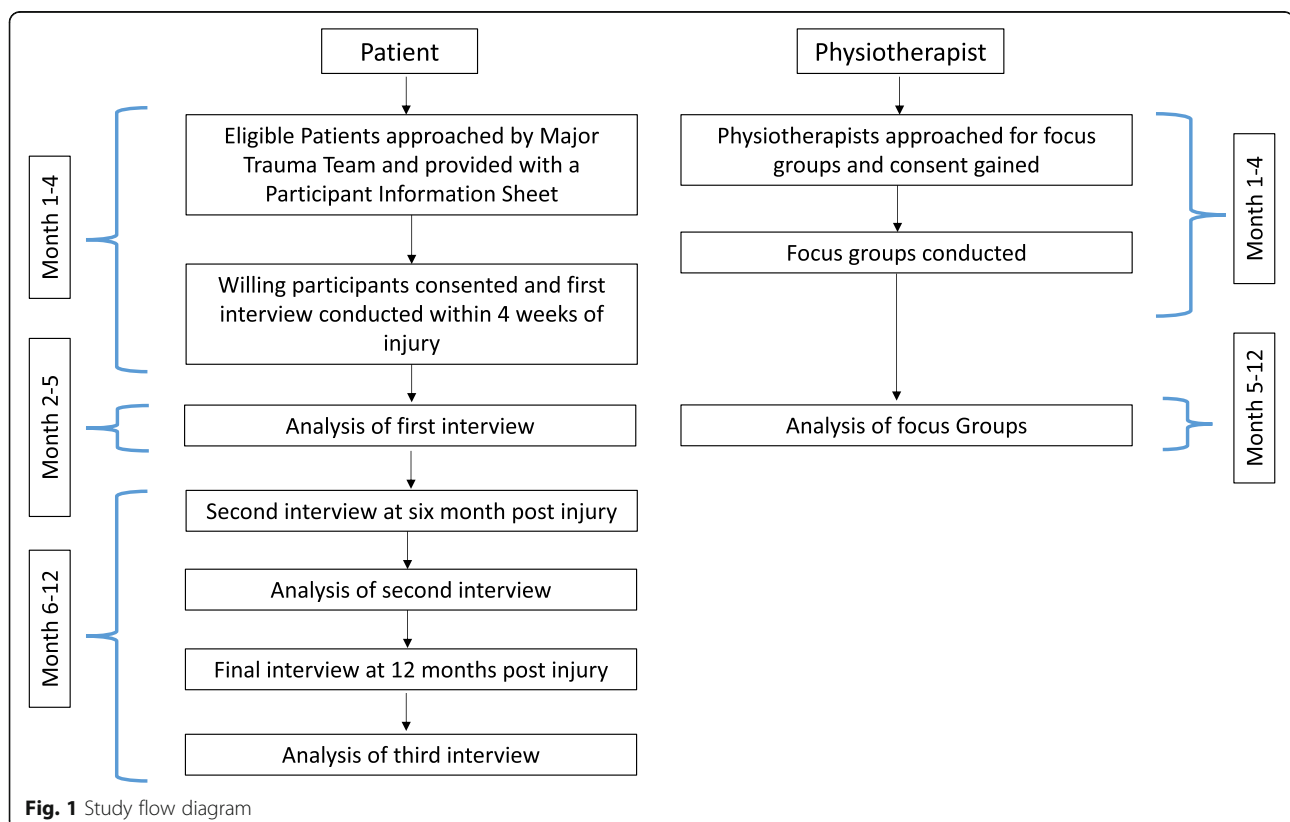 Patient
Eligible Patients approached by Major
Trauma Team and provided with a
Participant Information Sheet
Willing participants consented and first
interview conducted within 4 weeks of
injury
Analysis of first interview
Second interview at six month post injury
Analysis of second interview
Final interview at 12 months post injury
Analysis of third interview
Month 1-4
Month 2-5
Month 6-12
Physiotherapist
Physiotherapists approached for focus
groups and consent gained
Focus groups conducted
Analysis of focus Groups
Month 1-4
Month 5-12
Fig. 1 Study flow diagram